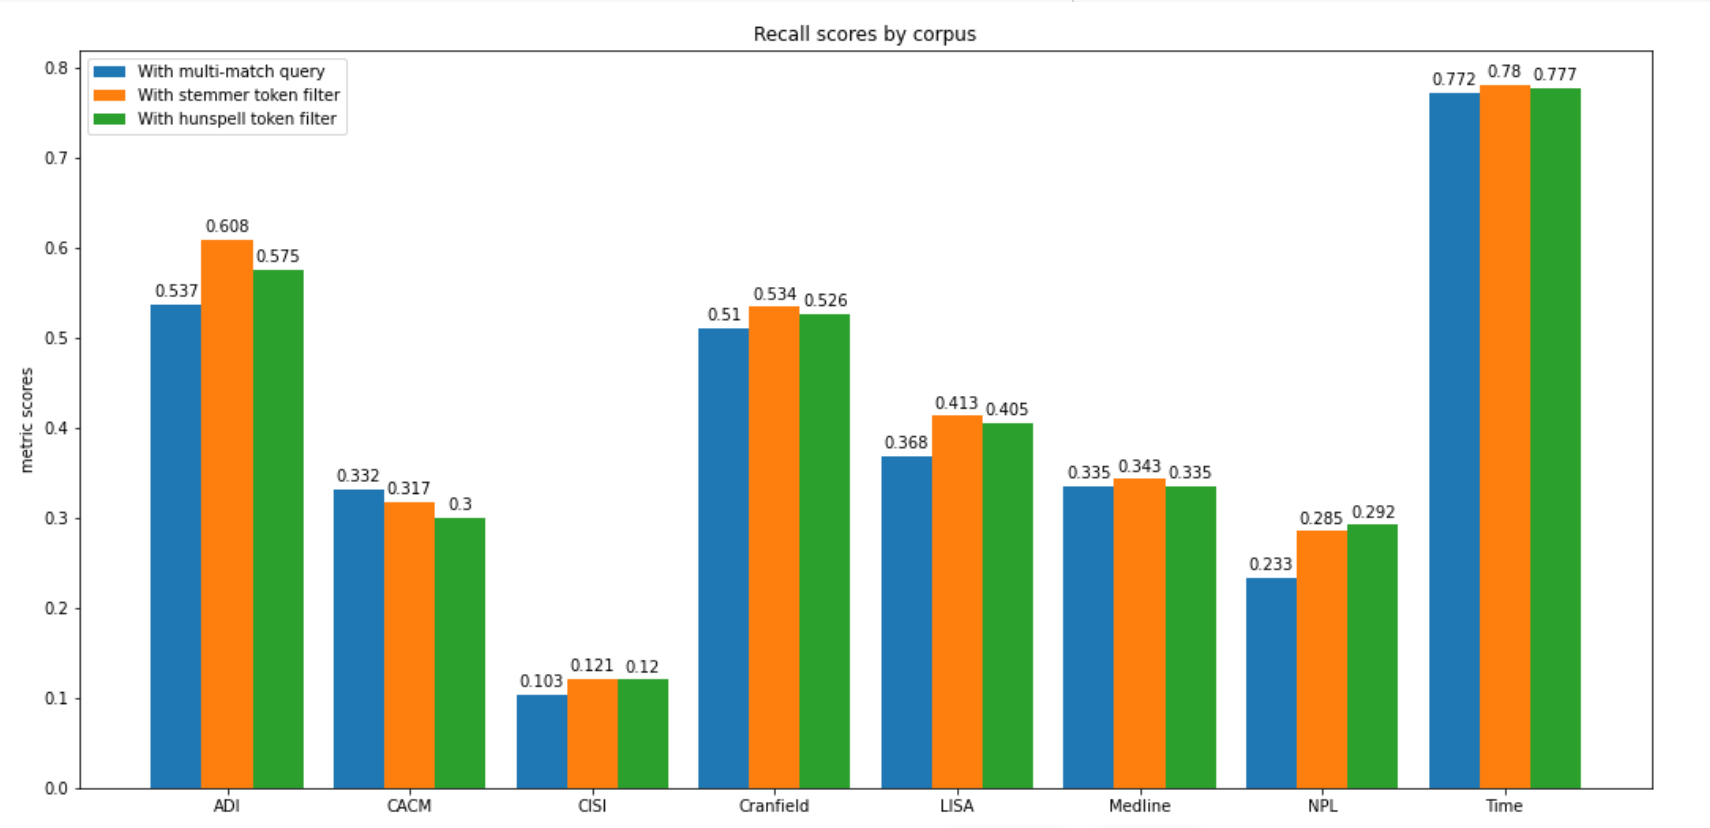 Recall scores by corpus
With multi-match query
With stemmer token filter
With hunspell token filter
metric scores
0.8
0.7
0.6
0.5
0.4
0.3
0.2
0.1
0.0
0.537 0.608 0.575
0.332 0.317 0.3
0.103 0.121 0.12
0.51 0.534 0.526
0.368 0.413 0.405
0.335 0.343 0.335
0.233 0.285 0.292
0.772 0.78 0.777
ADI CACM CISI Cranfield LISA Medline NPL Time